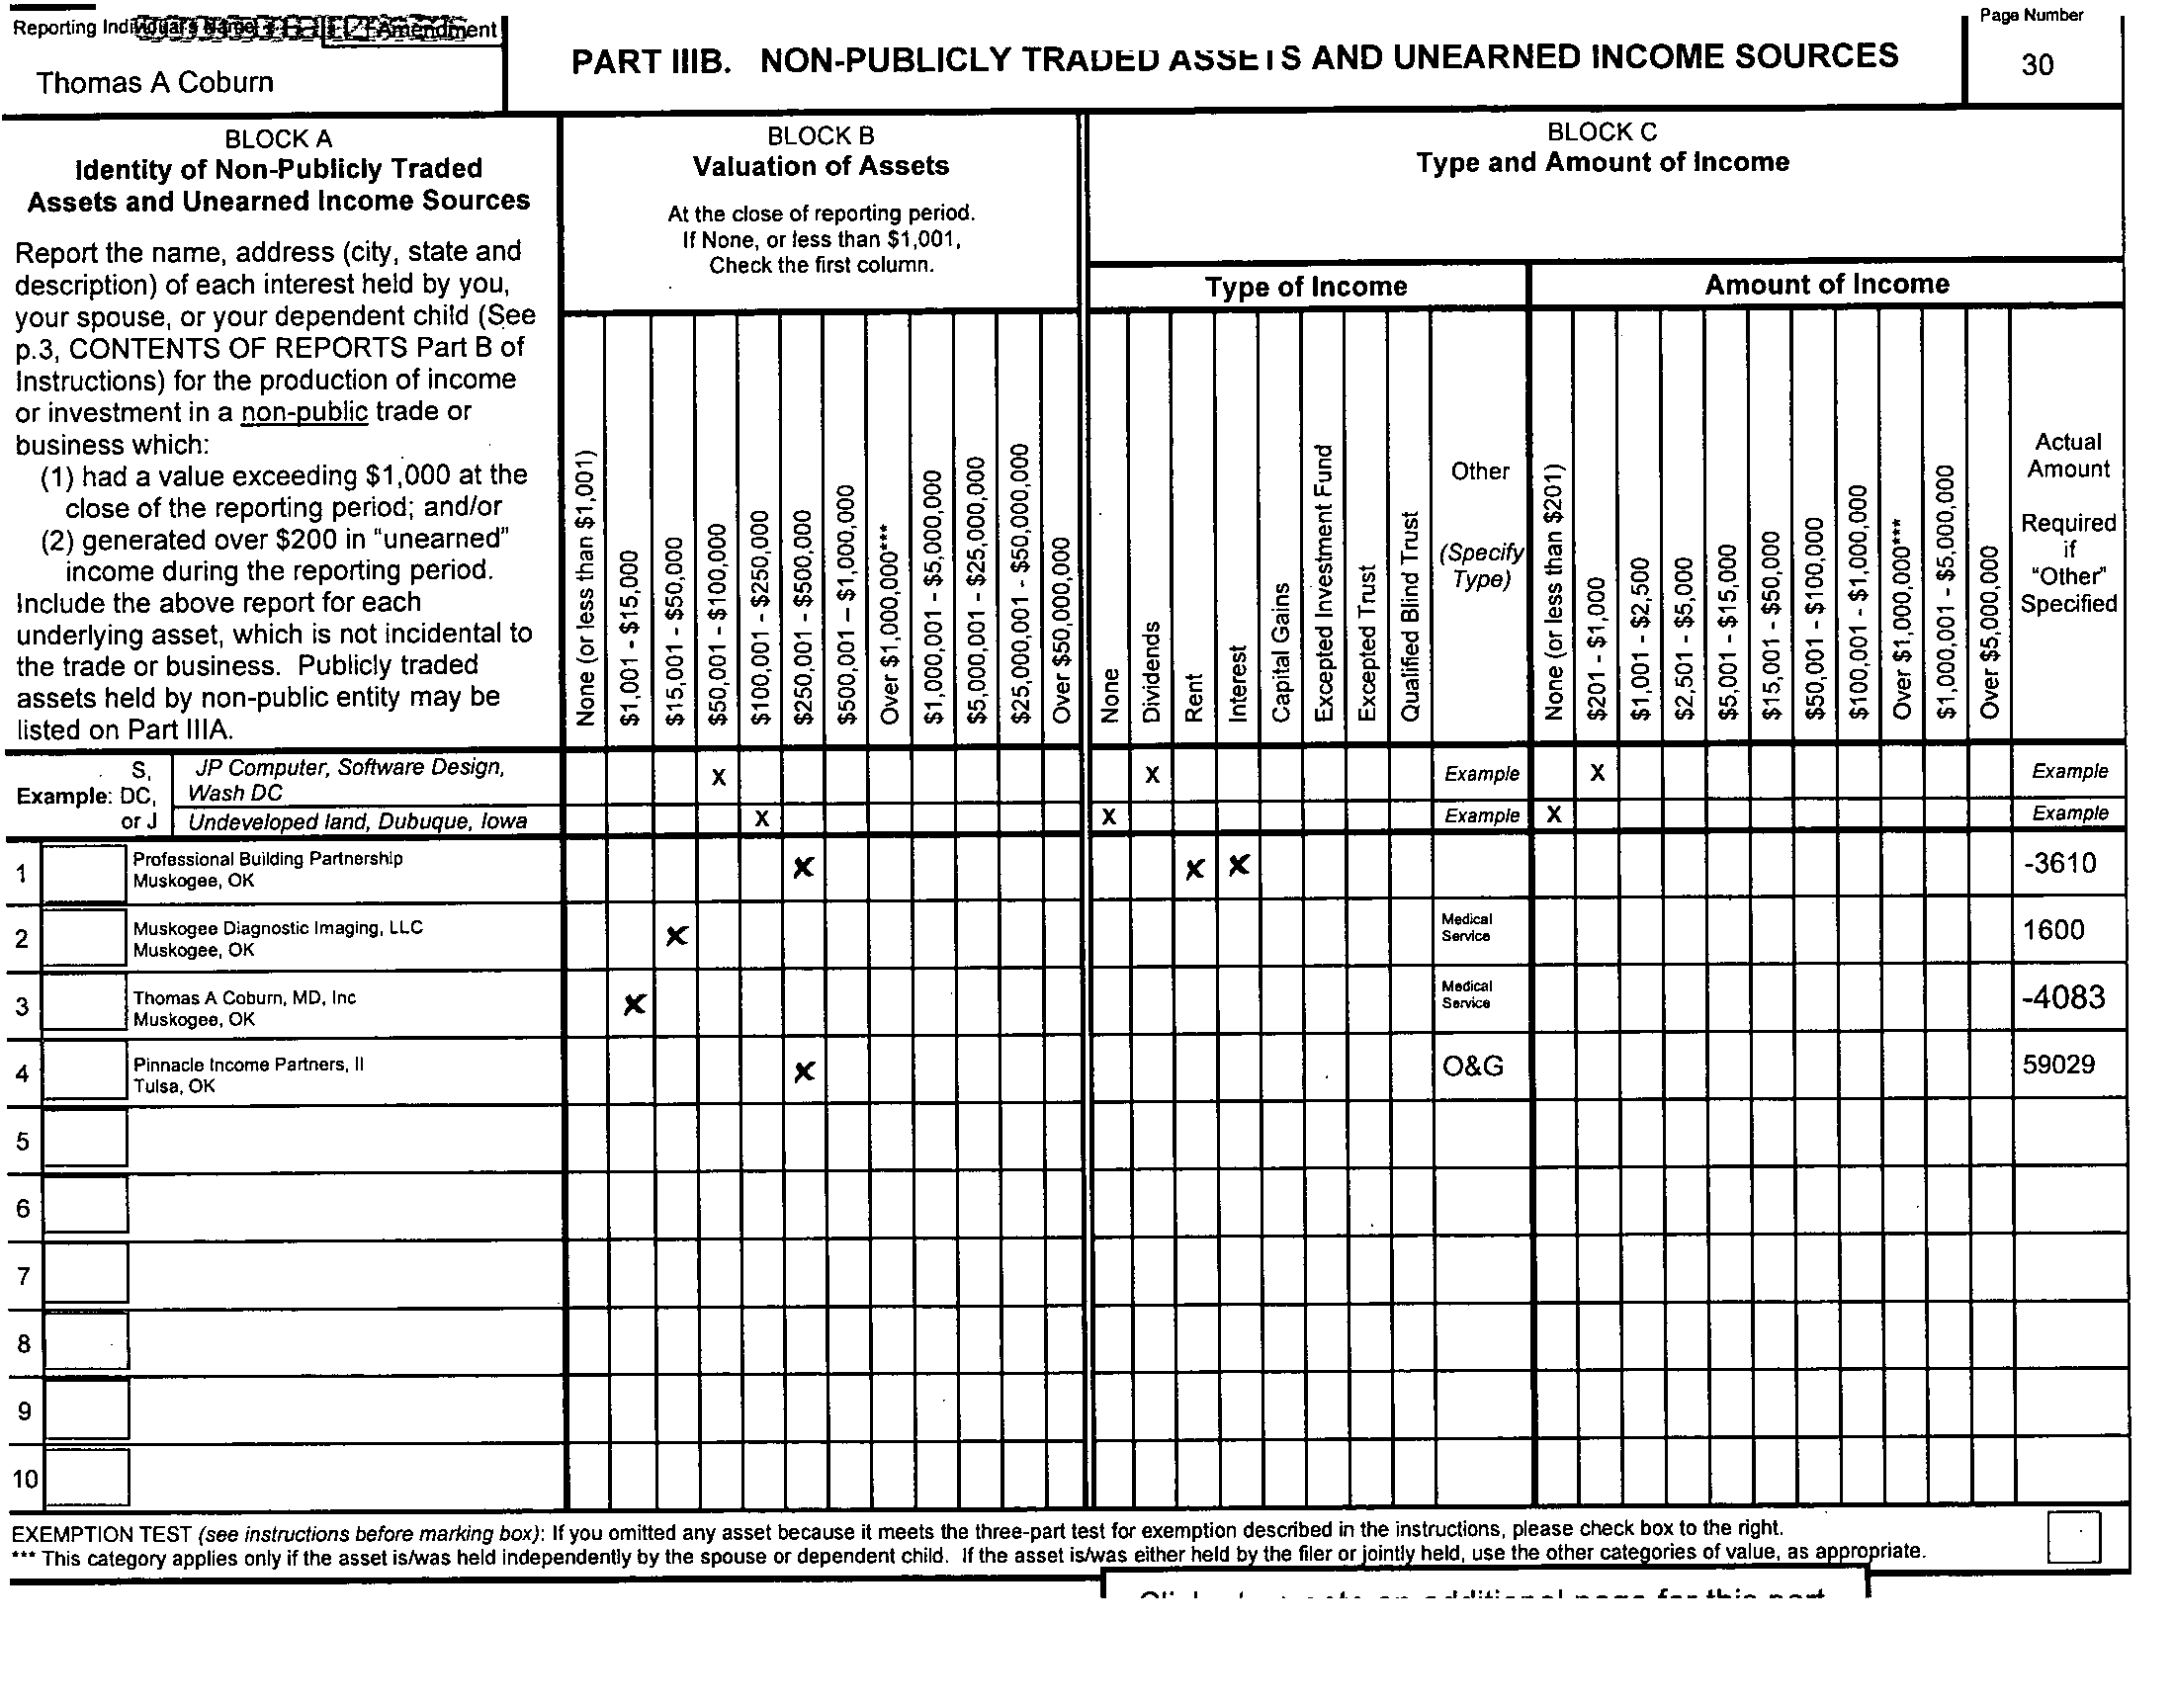 Reporting Individual's Name Amendment
Thomas A Coburn
PART IIIB. NON-PUBLICLY TRADED ASSETS AND UNEARNED INCOME SOURCES
Page Number
30
BLOCK A
Identity of Non-Publicly Traded
Assets and Unearned Income Sources
Report the name, address (city, state and
description) of each interest held by you,
your spouse, or your dependent child (See
p.3, CONTENTS OF REPORTS Part B of
Instructions) for the production of income
or investment in a non-public trade or
business which:
(1) had a value exceeding $1,000 at the
close of the reporting period; and/or
(2) generated over $200 in "unearned"
income during the reporting period.
Include the above report for each
underlying asset, which is not incidental to
the trade or business. Publicly traded
assets held by non-public entity may be
listed on Part IIIA.
BLOCK B
Valuation of Assets
At the close of reporting period.
If None, or less than $1,001,
Check the first column.
None (or less than $1,001)
$1,001 - $15,000
$15,001 - $50,000
$50,001 - $100,000
$100,001 - $250,000
$250,001 - $500,000
$500,001 – $1,000,000
Over $1,000,000***
$1,000,001 - $5,000,000
$5,000,001 - $25,000,000
$25,000,001 - $50,000,000
Over $50,000,000
BLOCK C
Type and Amount of Income
Type of Income
None
Dividends
Rent
Interest
Capital Gains
Excepted Investment Fund
Excepted Trust
Qualified Blind Trust
Other
(Specify
Type)
Amount of Income
None (or less than $201)
$201 - $1,000
$1,001 - $2,500
$2,501 - $5,000
$5,001 - $15,000
$15,001 - $50,000
$50,001 - $100,000
$100,001 - $1,000,000
Over $1,000,000***
$1,000,001 - $5,000,000
Over $5,000,000
Actual
Amount
Required
if
"Other"
Specified
Example:
S,
DC,
or J
JP Computer, Software Design,
Wash DC
X X Example X Example
Undeveloped land, Dubuque, Iowa X X Example X Example
1 Professional Building Partnership
Muskogee, OK
X X X -3610
2 Muskogee Diagnostic Imaging, LLC
Muskogee, OK
X
Medical
Service
1600
3 Thomas A Coburn, MD, Inc
Muskogee, OK
X
Medical
Service
-4083
4 Pinnacle Income Partners, II
Tulsa, OK
X O&G 59029
5
6
7
8
9
10
EXEMPTION TEST (see instructions before marking box): If you omitted any asset because it meets the three-part test for exemption described in the instructions, please check box to the right.
*** This category applies only if the asset is/was held independently by the spouse or dependent child. If the asset is/was either held by the filer or jointly held, use the other categories of value, as appropriate.
additional page for this part